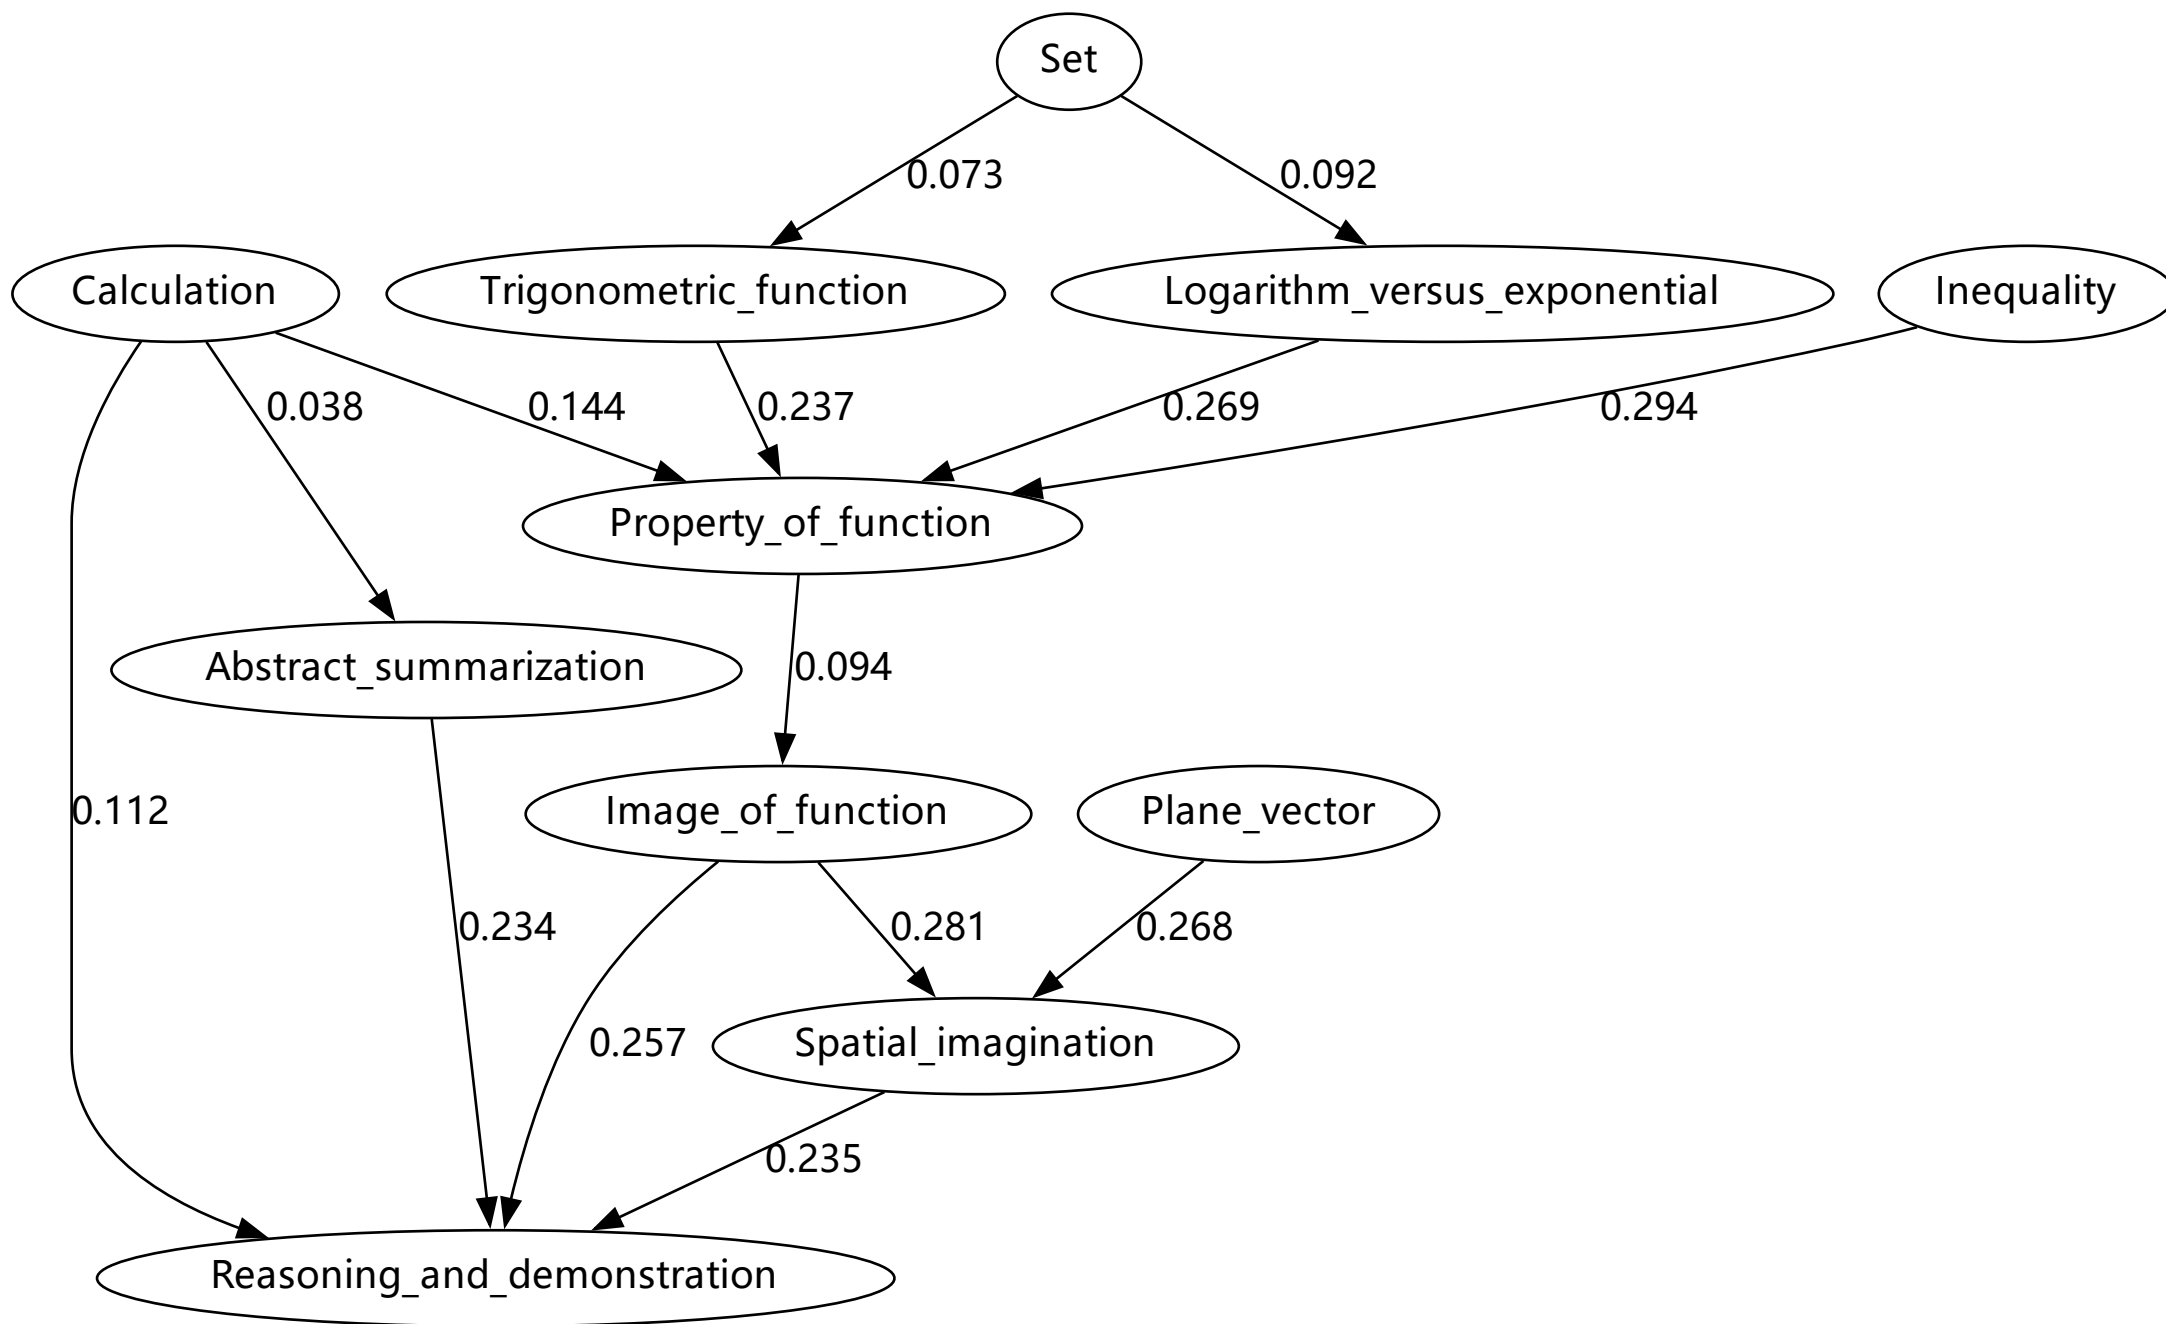 Set
0.073
0.092
Calculation
Trigonometric_function
Logarithm_versus_exponential
Inequality
0.038
0.144
0.237
0.269
0.294
Property_of_function
Abstract_summarization
0.094
0.112
Image_of_function
Plane_vector
0.234
0.281
0.268
0.257
Spatial_imagination
0.235
Reasoning_and_demonstration